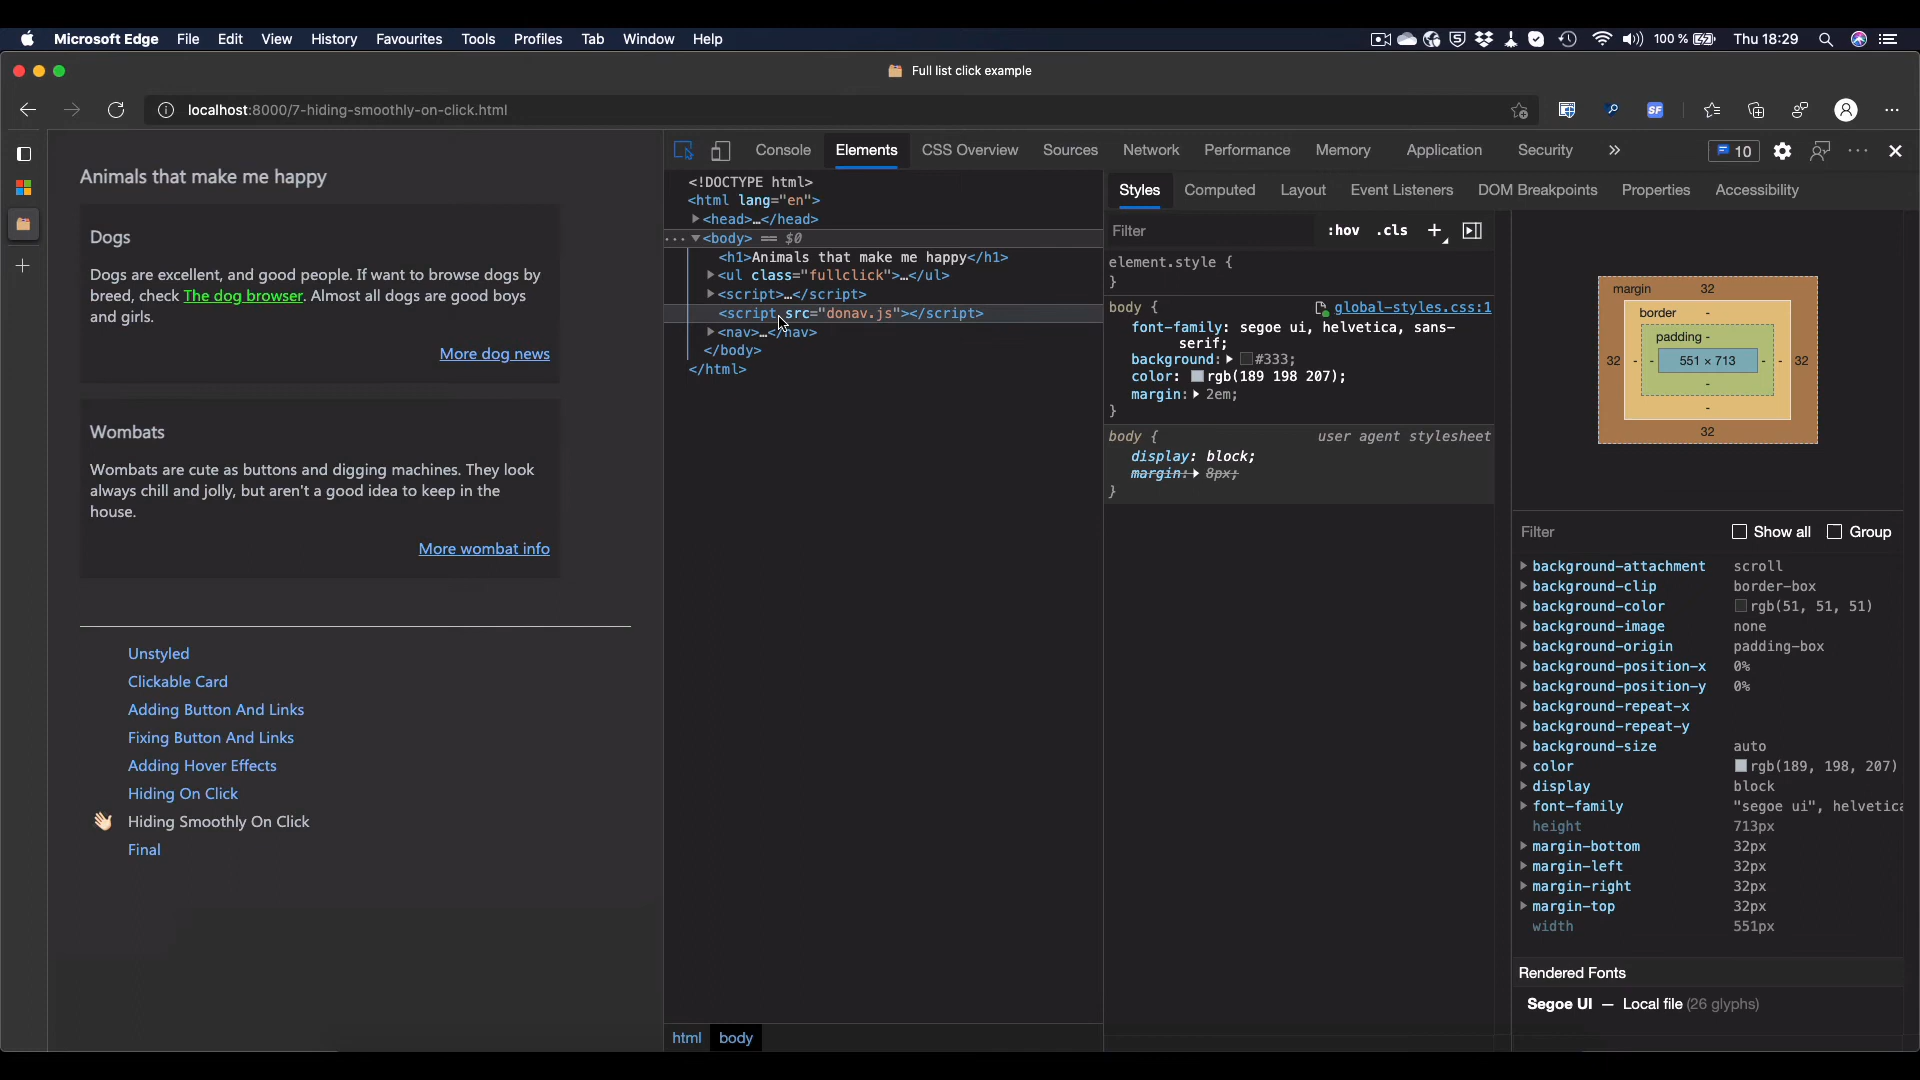 Microsoft Edge File Edit View History Favourites Tools Profiles Tab Window Help 100 % Thu 18:29
Full list click example
localhost:8000/7-hiding-smoothly-on-click.html
SF
Animals that make me happy
Dogs
Dogs are excellent, and good people. If want to browse dogs by
breed, check The dog browser. Almost all dogs are good boys
and girls.
More dog news
Wombats
Wombats are cute as buttons and digging machines. They look
always chill and jolly, but aren't a good idea to keep in the
house.
More wombat info
Unstyled
Clickable Card
Adding Button And Links
Fixing Button And Links
Adding Hover Effects
Hiding On Click
Hiding Smoothly On Click
Final
Console Elements CSS Overview Sources Network Performance Memory Application Security » 10
<!DOCTYPE html>
<html lang="en">
<head>…</head>
<body> == $0
<h1>Animals that make me happy</h1>
<ul class="fullclick">…</ul>
<script>…</script>
<script src="donav.js"></script>
<nav>…</nav>
</body>
</html>
html body
Styles Computed Layout Event Listeners DOM Breakpoints Properties Accessibility
Filter :hov .cls +
element.style {
}
body { global-styles.css:1
font-family: segoe ui, helvetica, sans-
serif;
background: #333;
color: rgb(189 198 207);
margin: 2em;
}
body { user agent stylesheet
display: block;
margin: 8px;
}
margin 32
border -
padding -
32 - - 551 × 713 - - 32
-
-
32
Filter Show all Group
background-attachment scroll
background-clip border-box
background-color rgb(51, 51, 51)
background-image none
background-origin padding-box
background-position-x 0%
background-position-y 0%
background-repeat-x
background-repeat-y
background-size auto
color rgb(189, 198, 207)
display block
font-family "segoe ui", helvetica
height 713px
margin-bottom 32px
margin-left 32px
margin-right 32px
margin-top 32px
width 551px
Rendered Fonts
Segoe UI — Local file (26 glyphs)